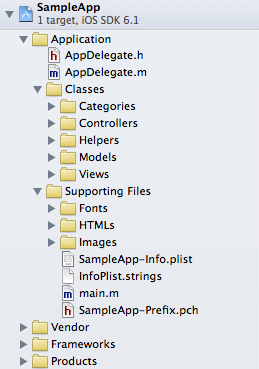 SampleApp
1 target, iOS SDK 6.1
Application
h AppDelegate.h
m AppDelegate.m
Classes
Categories
Controllers
Helpers
Models
Views
Supporting Files
Fonts
HTMLs
Images
SampleApp-Info.plist
InfoPlist.strings
m main.m
h SampleApp-Prefix.pch
Vendor
Frameworks
Products